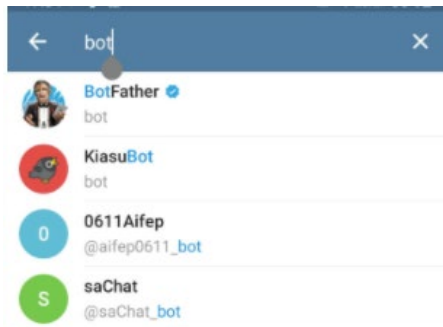 bot
BotFather
bot
KiasuBot
bot
0
0611Aifep
@aifep0611_bot
S
saChat
@saChat_bot